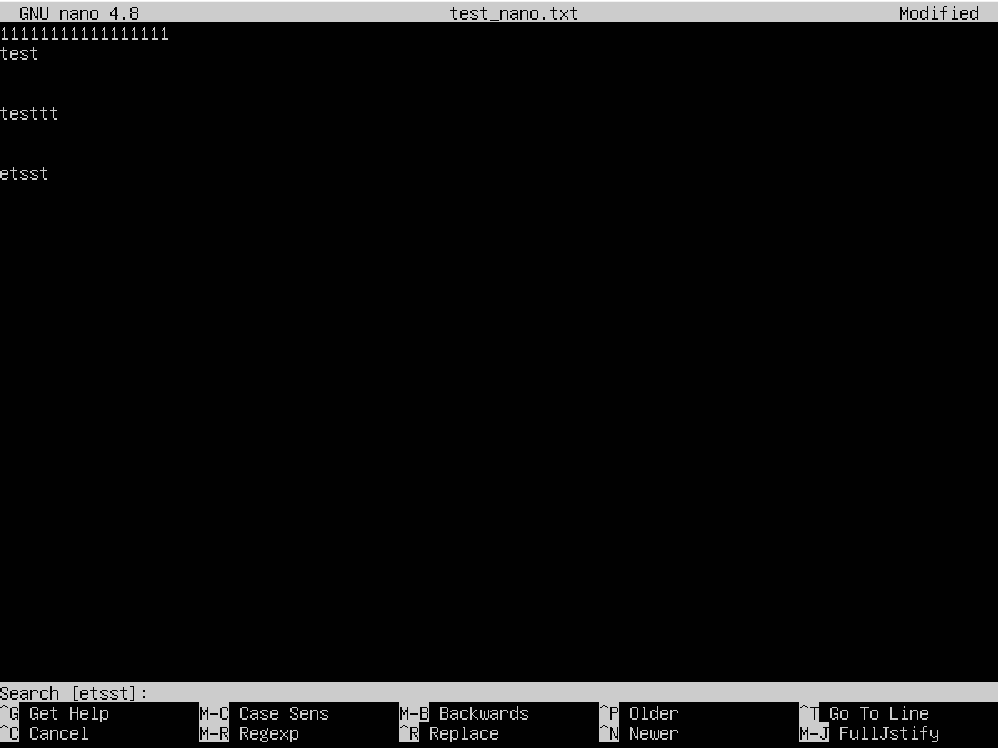 GNU nano 4.8 test_nano.txt Modified
11111111111111111
test
testtt
etsst
Search [etsst]:
^G Get Help M-C Case Sens M-B Backwards ^P Older ^T Go To Line
^C Cancel M-R Regexp ^R Replace ^N Newer M-J FullJstify